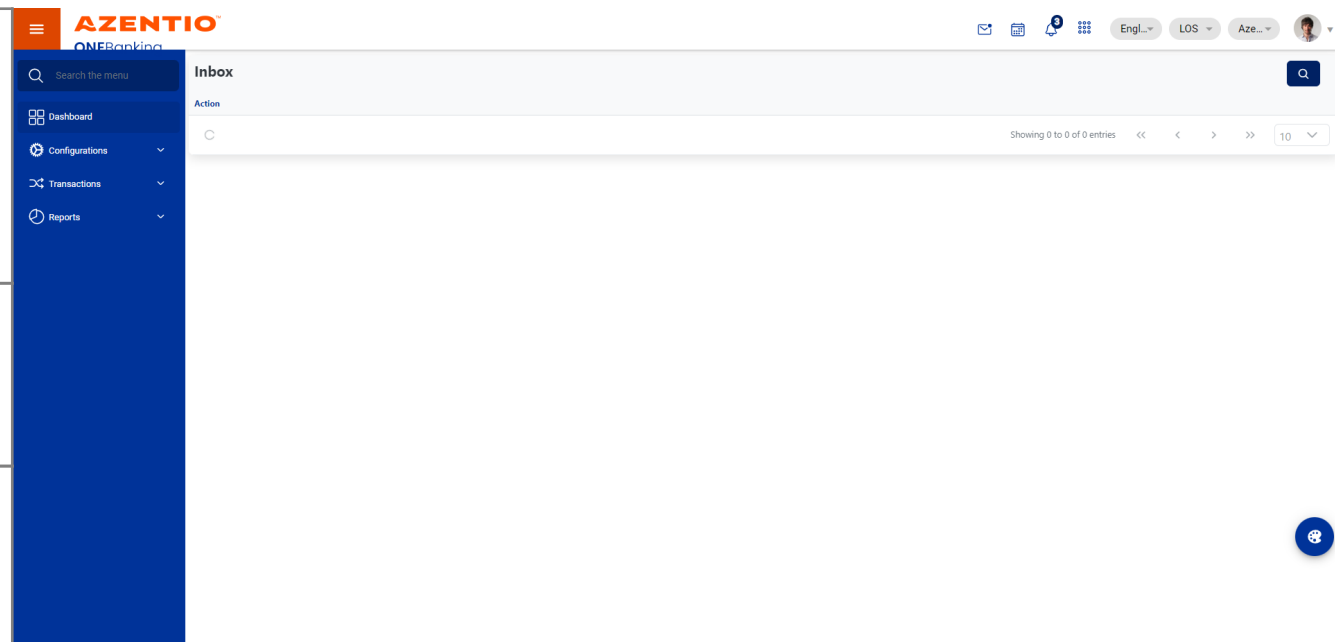 AZENTIO™
ONEBanking
3
Engl...
LOS
Aze...
Search the menu
Inbox
Action
Dashboard
Showing 0 to 0 of 0 entries
10
Configurations
Transactions
Reports